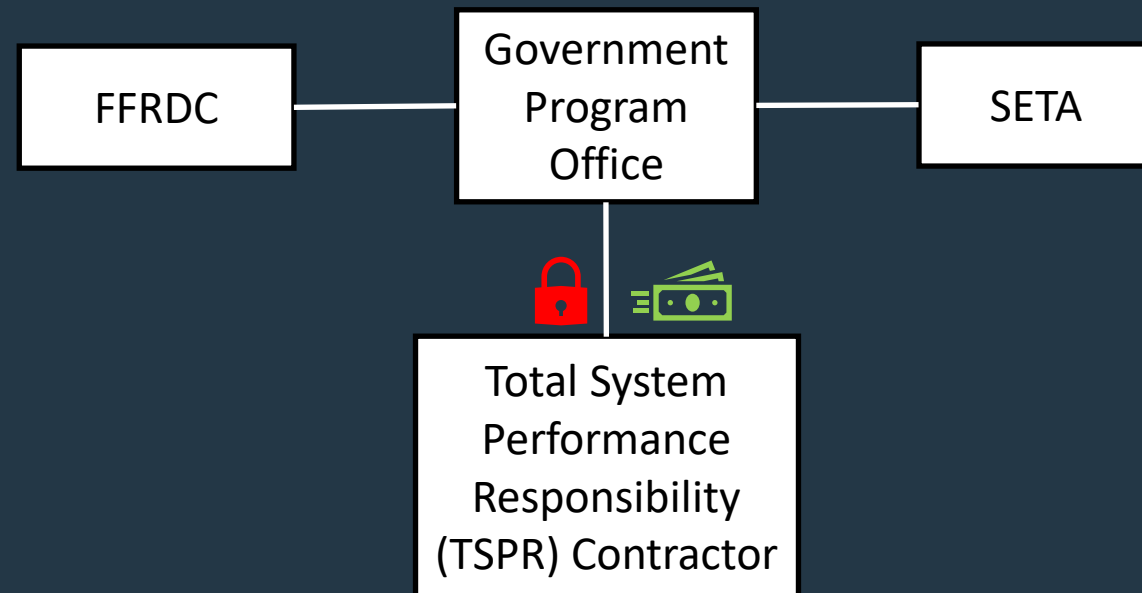 FFRDC
Government
Program
Office
SETA
Total System
Performance
Responsibility
(TSPR) Contractor